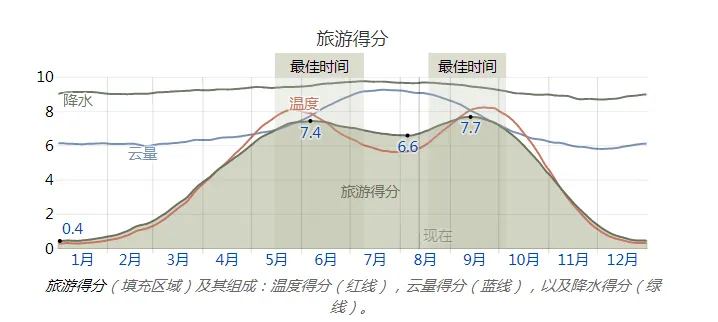 旅游得分
最佳时间 最佳时间
10
降水
温度
8
7.4
7.7
6.6
云量
6
旅游得分
4
2
现在
0.4
0
1月 2月 3月 4月 5月 6月 7月 8月 9月 10月 11月 12月
旅游得分（填充区域）及其组成：温度得分（红线），云量得分（蓝线），以及降水得分（绿
线）。